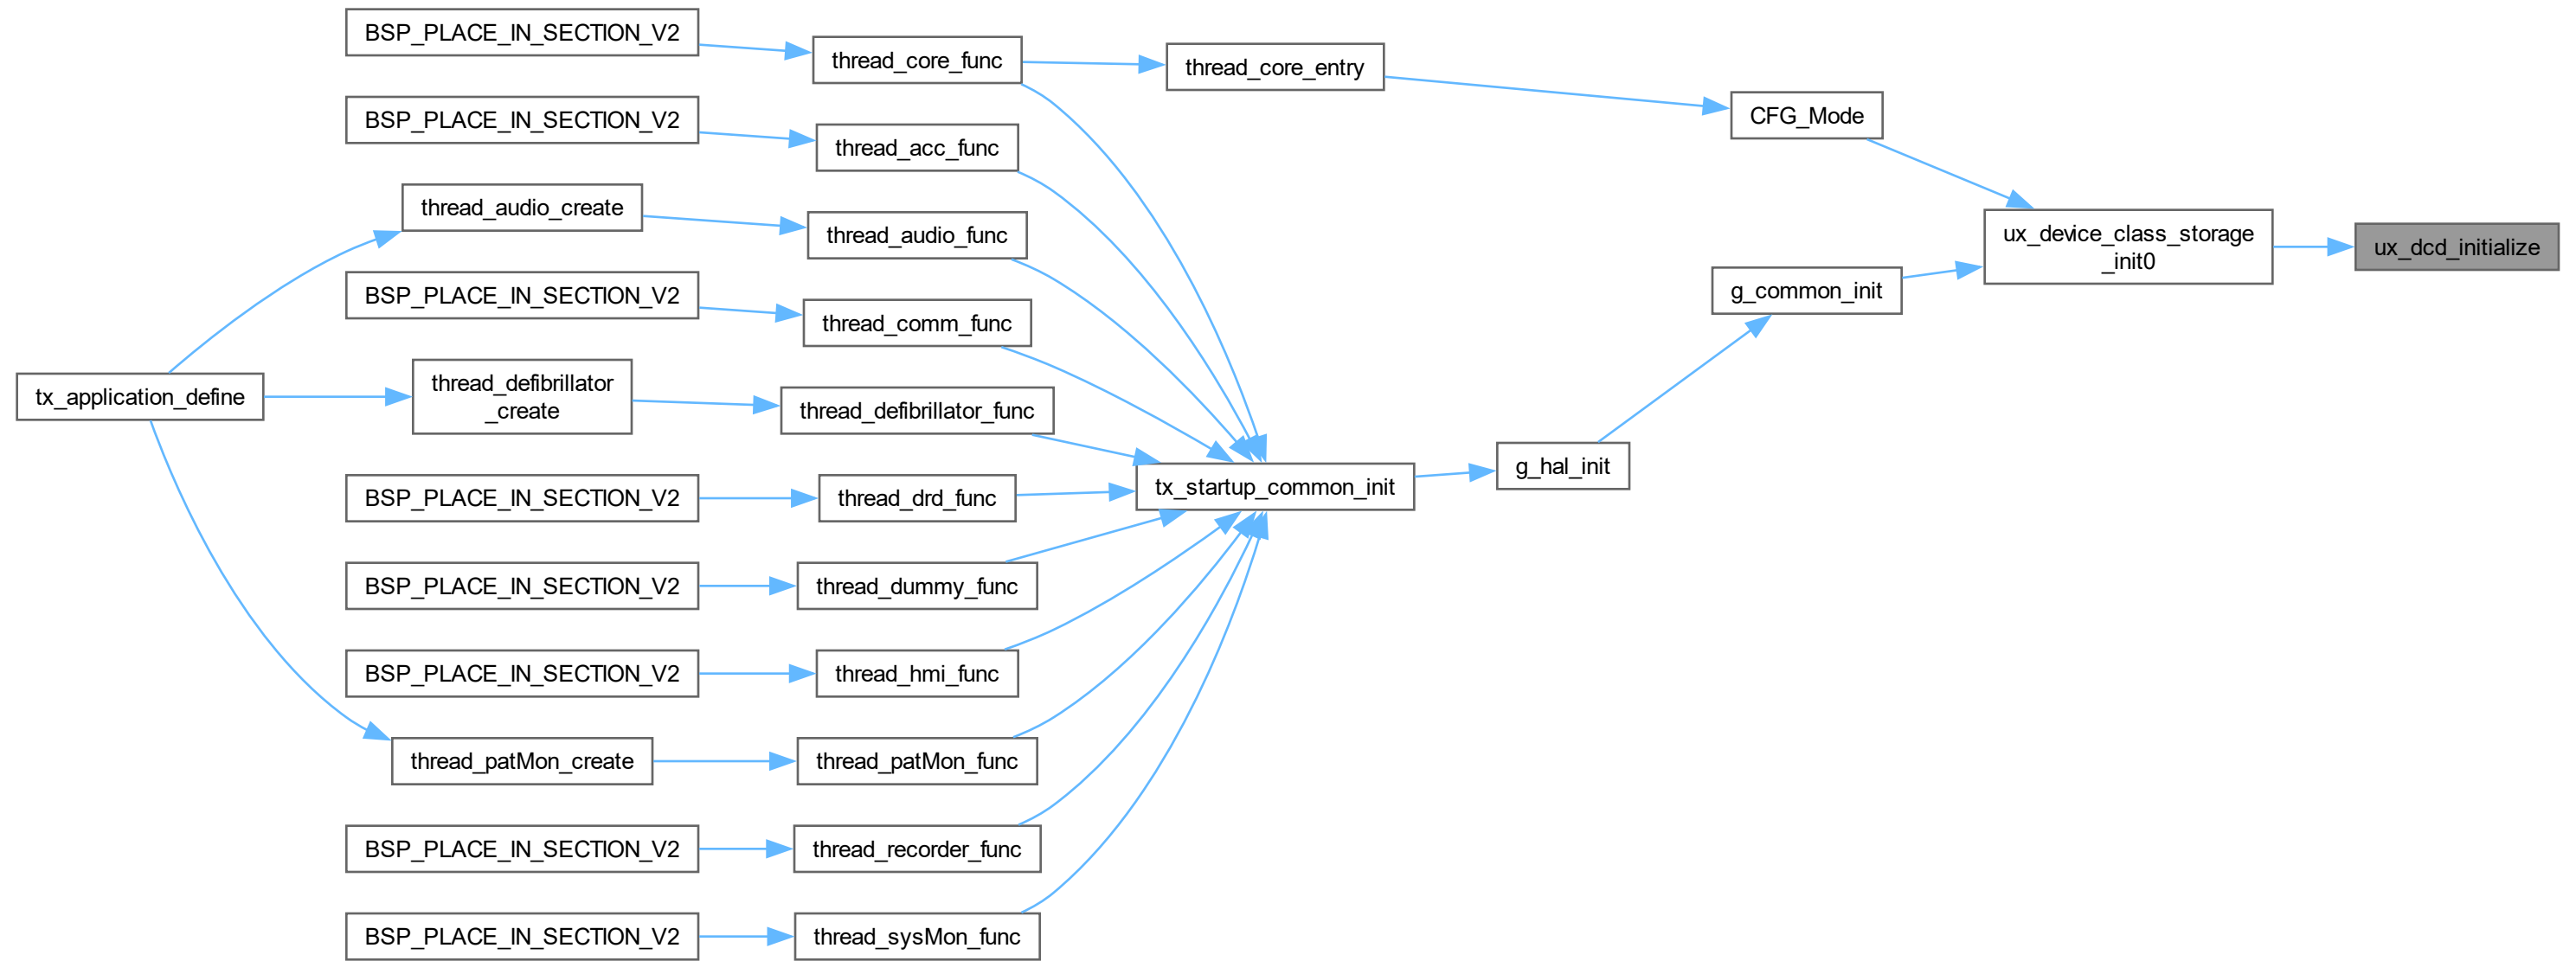 BSP_PLACE_IN_SECTION_V2
thread_core_func
thread_core_entry
CFG_Mode
BSP_PLACE_IN_SECTION_V2
thread_acc_func
thread_audio_create
thread_audio_func
ux_device_class_storage
_init0
ux_dcd_initialize
BSP_PLACE_IN_SECTION_V2
thread_comm_func
g_common_init
tx_application_define
thread_defibrillator
_create
thread_defibrillator_func
g_hal_init
tx_startup_common_init
BSP_PLACE_IN_SECTION_V2
thread_drd_func
BSP_PLACE_IN_SECTION_V2
thread_dummy_func
BSP_PLACE_IN_SECTION_V2
thread_hmi_func
thread_patMon_create
thread_patMon_func
BSP_PLACE_IN_SECTION_V2
thread_recorder_func
BSP_PLACE_IN_SECTION_V2
thread_sysMon_func